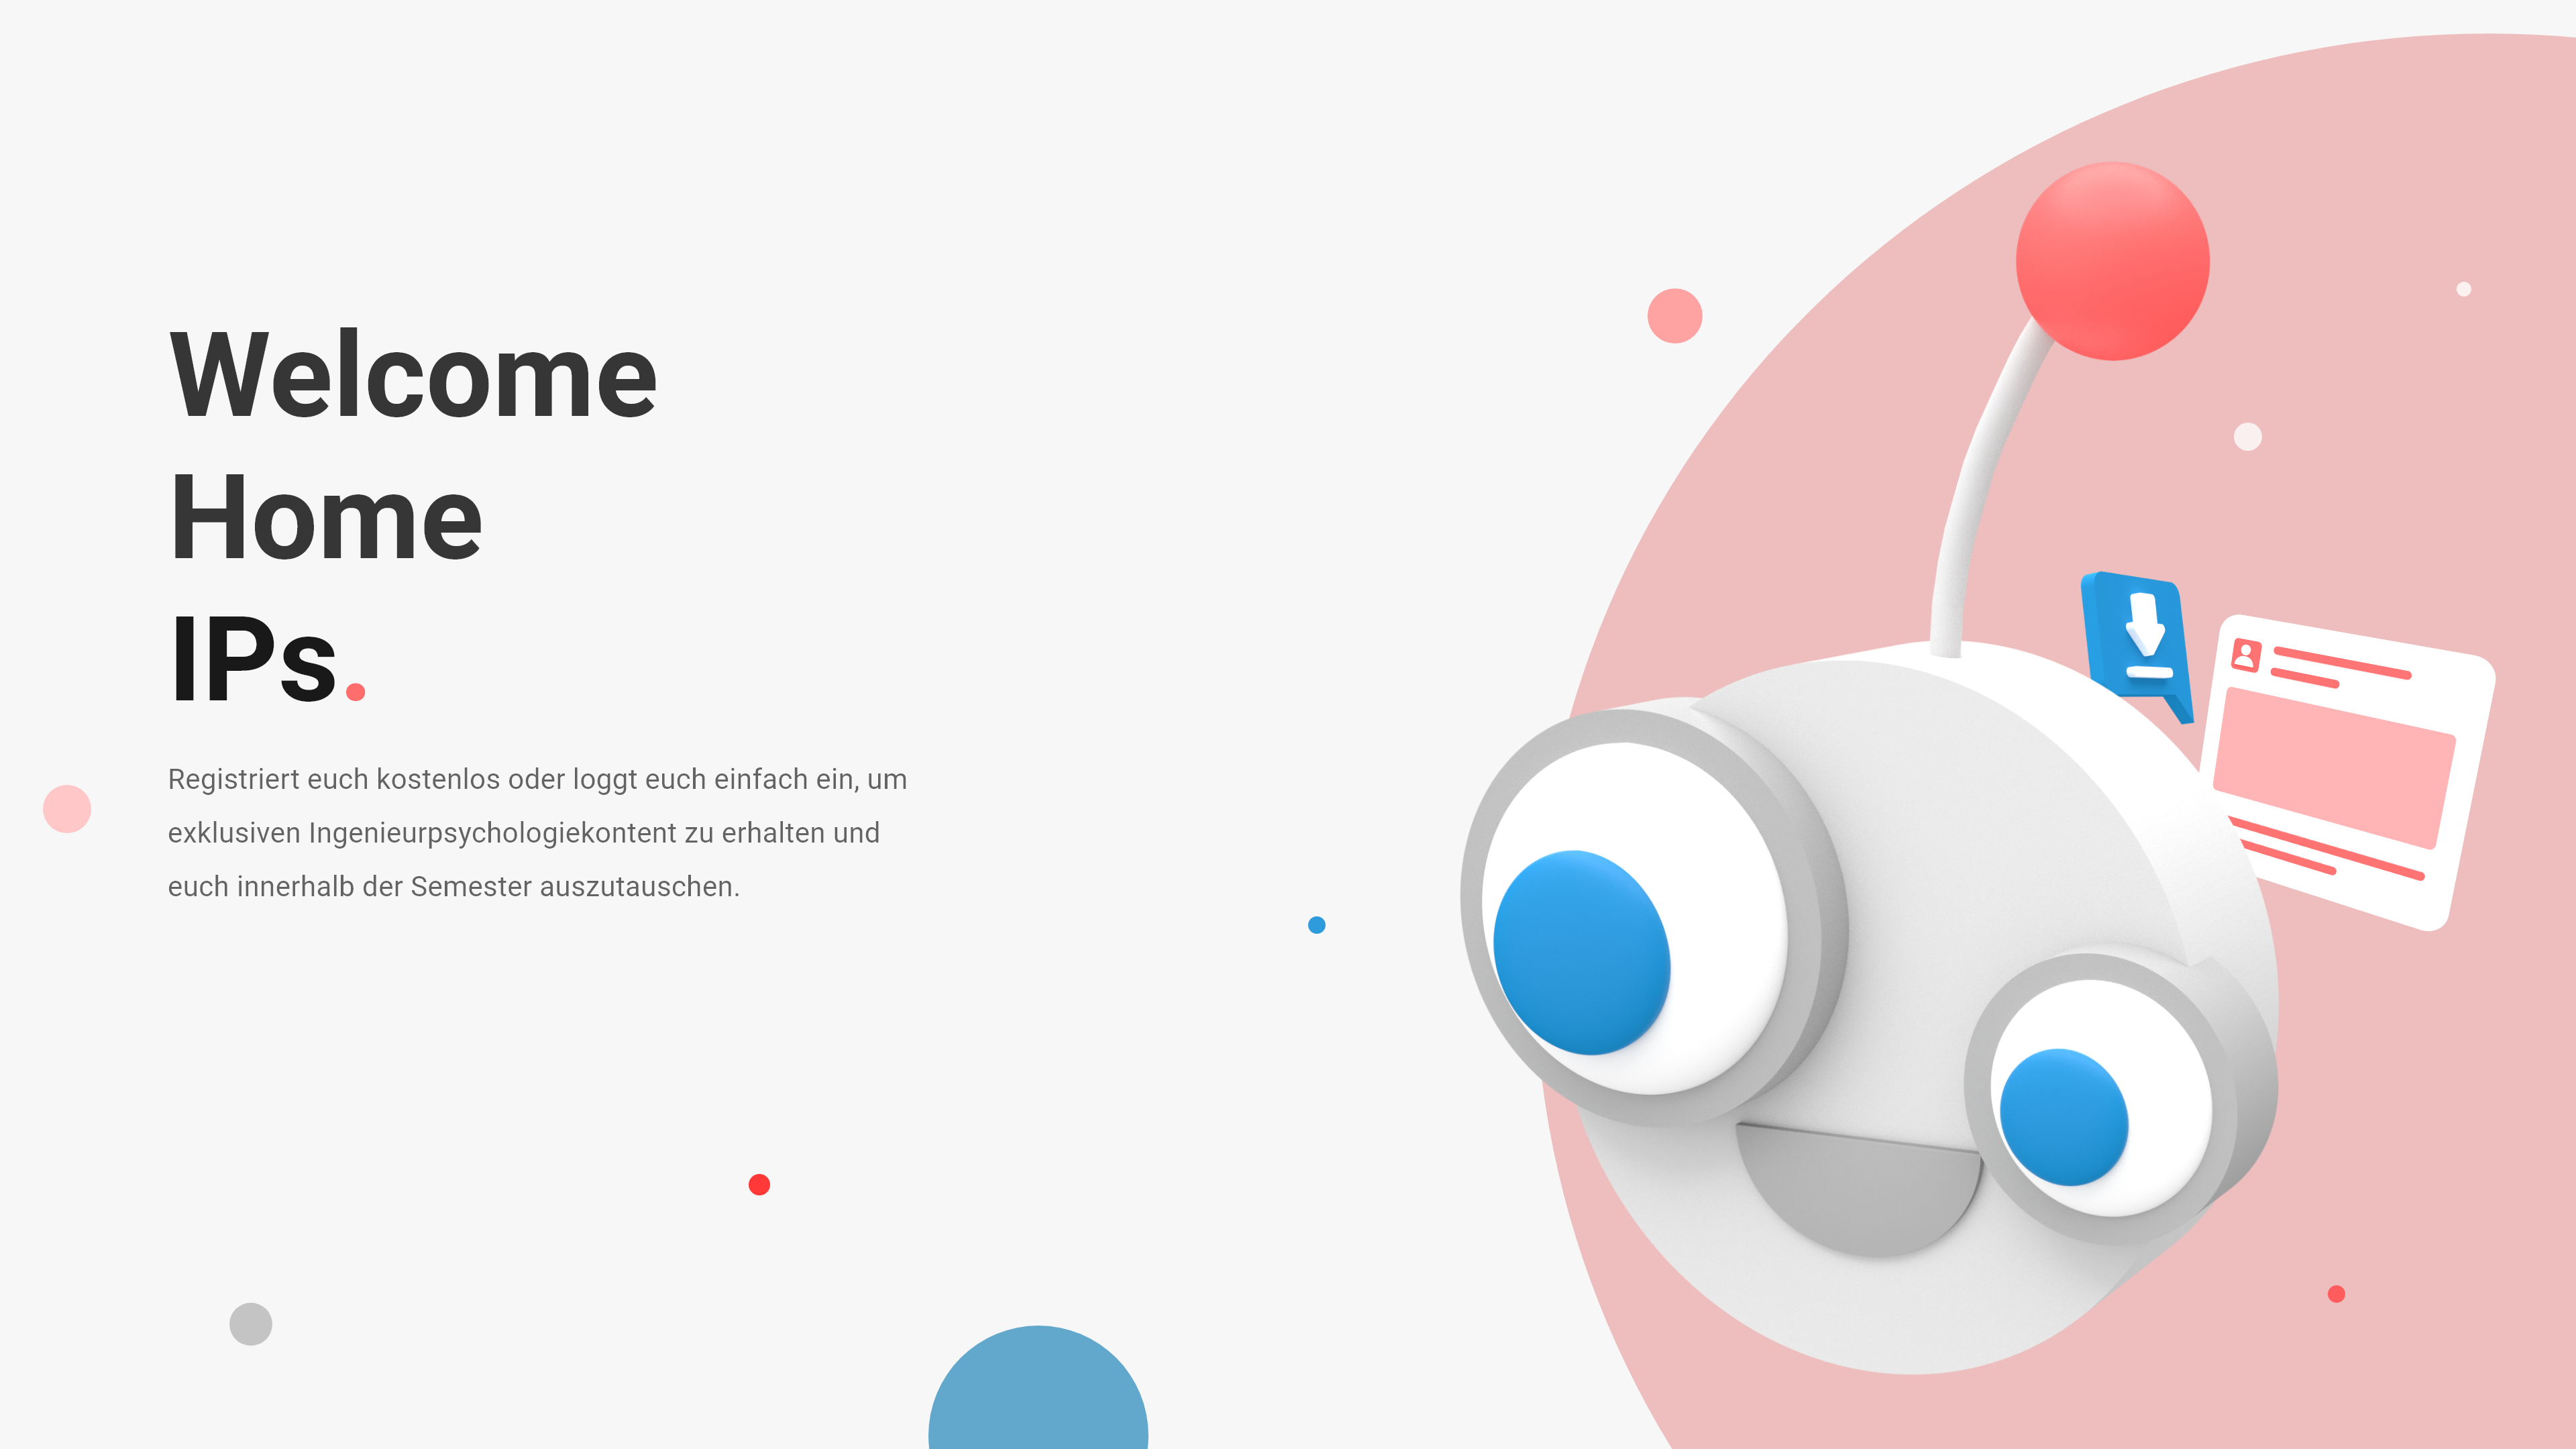 Welcome
Home
IPs.
Registriert euch kostenlos oder loggt euch einfach ein, um
exklusiven Ingenieurpsychologiekontent zu erhalten und
euch innerhalb der Semester auszutauschen.